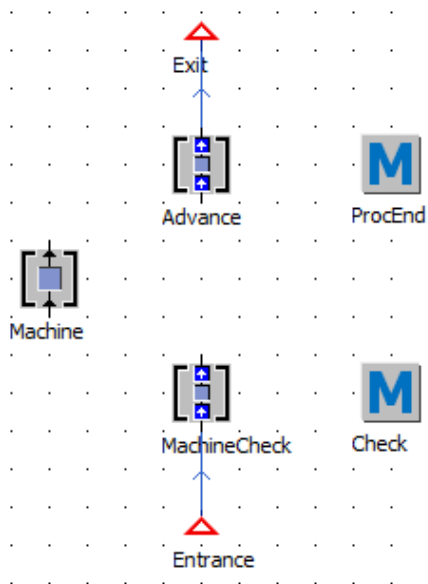 Exit
M
Advance
ProcEnd
Machine
M
MachineCheck
Check
Entrance